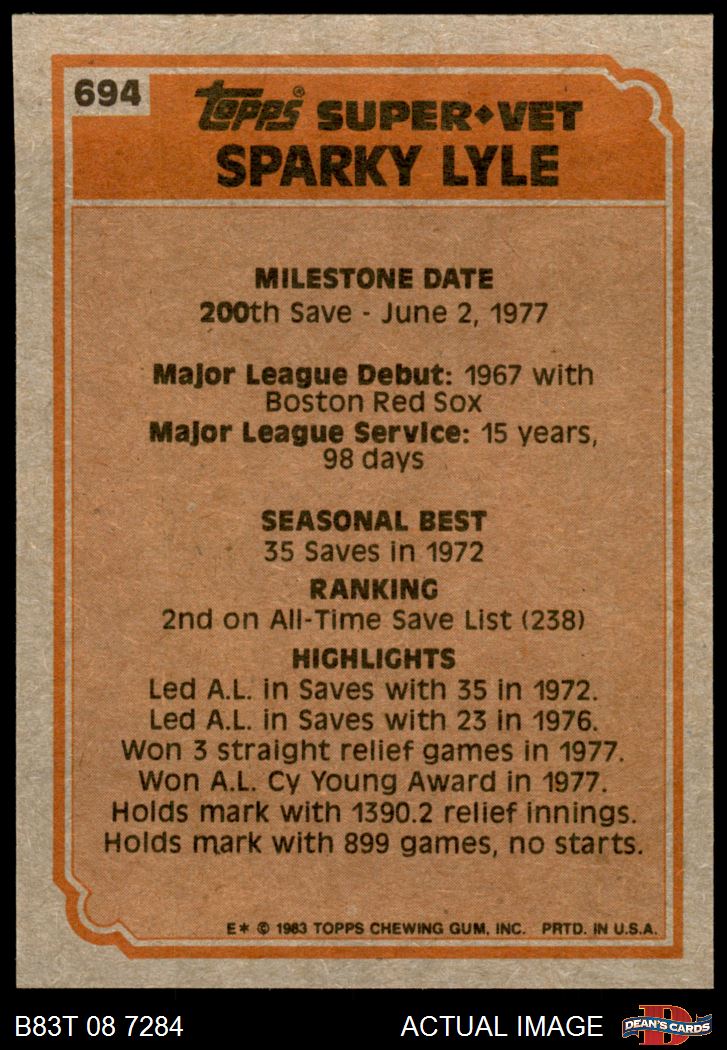 694
Topps® SUPER♦VET
SPARKY LYLE
MILESTONE DATE
200th Save - June 2, 1977
Major League Debut: 1967 with
Boston Red Sox
Major League Service: 15 years,
98 days
SEASONAL BEST
35 Saves in 1972
RANKING
2nd on All-Time Save List (238)
HIGHLIGHTS
Led A.L. in Saves with 35 in 1972.
Led A.L. in Saves with 23 in 1976.
Won 3 straight relief games in 1977.
Won A.L. Cy Young Award in 1977.
Holds mark with 1390.2 relief innings.
Holds mark with 899 games, no starts.
E* © 1983 TOPPS CHEWING GUM, INC. PRTD. IN U.S.A.
B83T 08 7284 ACTUAL IMAGE
DEAN'S CARDS